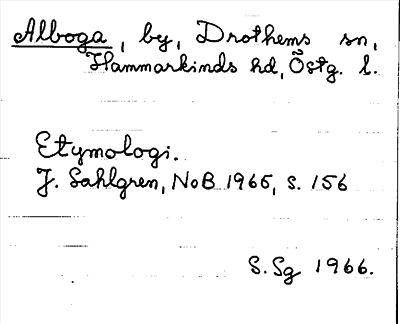 Alboga, by, Drothems sn,
Hammarkinds hd, Östg. l.
Etymologi.
J. Sahlgren, NoB 1965, s. 156
S. Sg 1966.